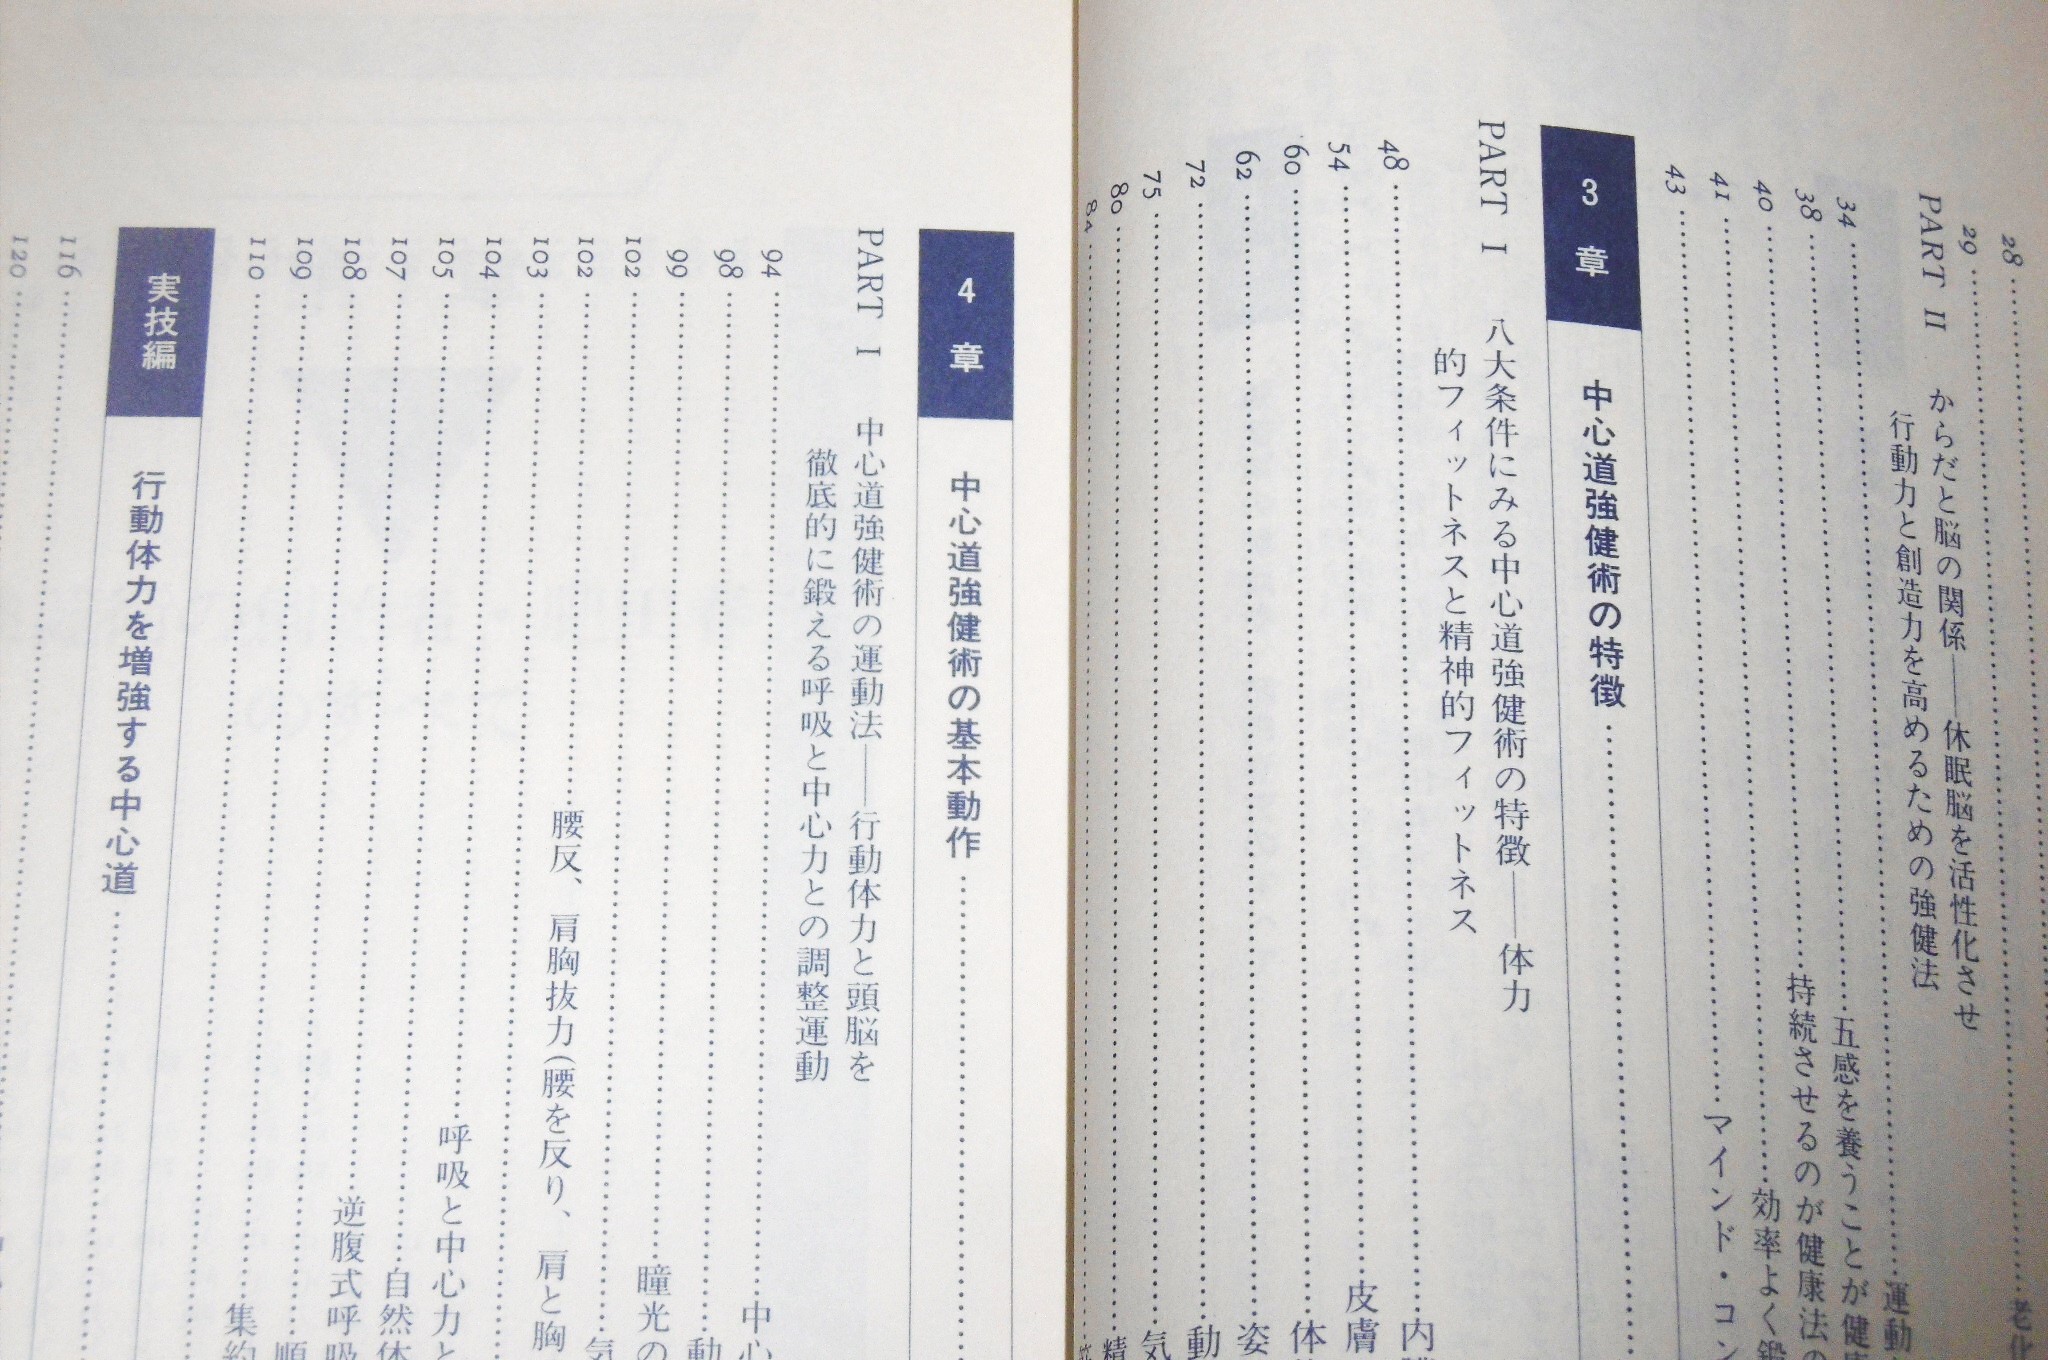 28
29 老化
PART II からだと脳の関係——休眠脳を活性化させ
行動力と創造力を高めるための強健法
34 運動
38 五感を養うことが健康
40 持続させるのが健康法の
41 効率よく鍛
43 マインド・コン
3章 中心道強健術の特徴
PART I 八大条件にみる中心道強健術の特徴——体力
的フィットネスと精神的フィットネス
48 内
54 皮膚
60 体
62 姿
72 動
75 気
80 精
4章 中心道強健術の基本動作
PART I 中心道強健術の運動法——行動体力と頭脳を
徹底的に鍛える呼吸と中心力との調整運動
94 中心
98 動
99 瞳光の
102 気
102 腰反、肩胸抜力(腰を反り、肩と胸
103
104 呼吸と中心力と
105 自然体
107 逆腹式呼吸
108 順
109 集約
110
実技編 行動体力を増強する中心道
116
120